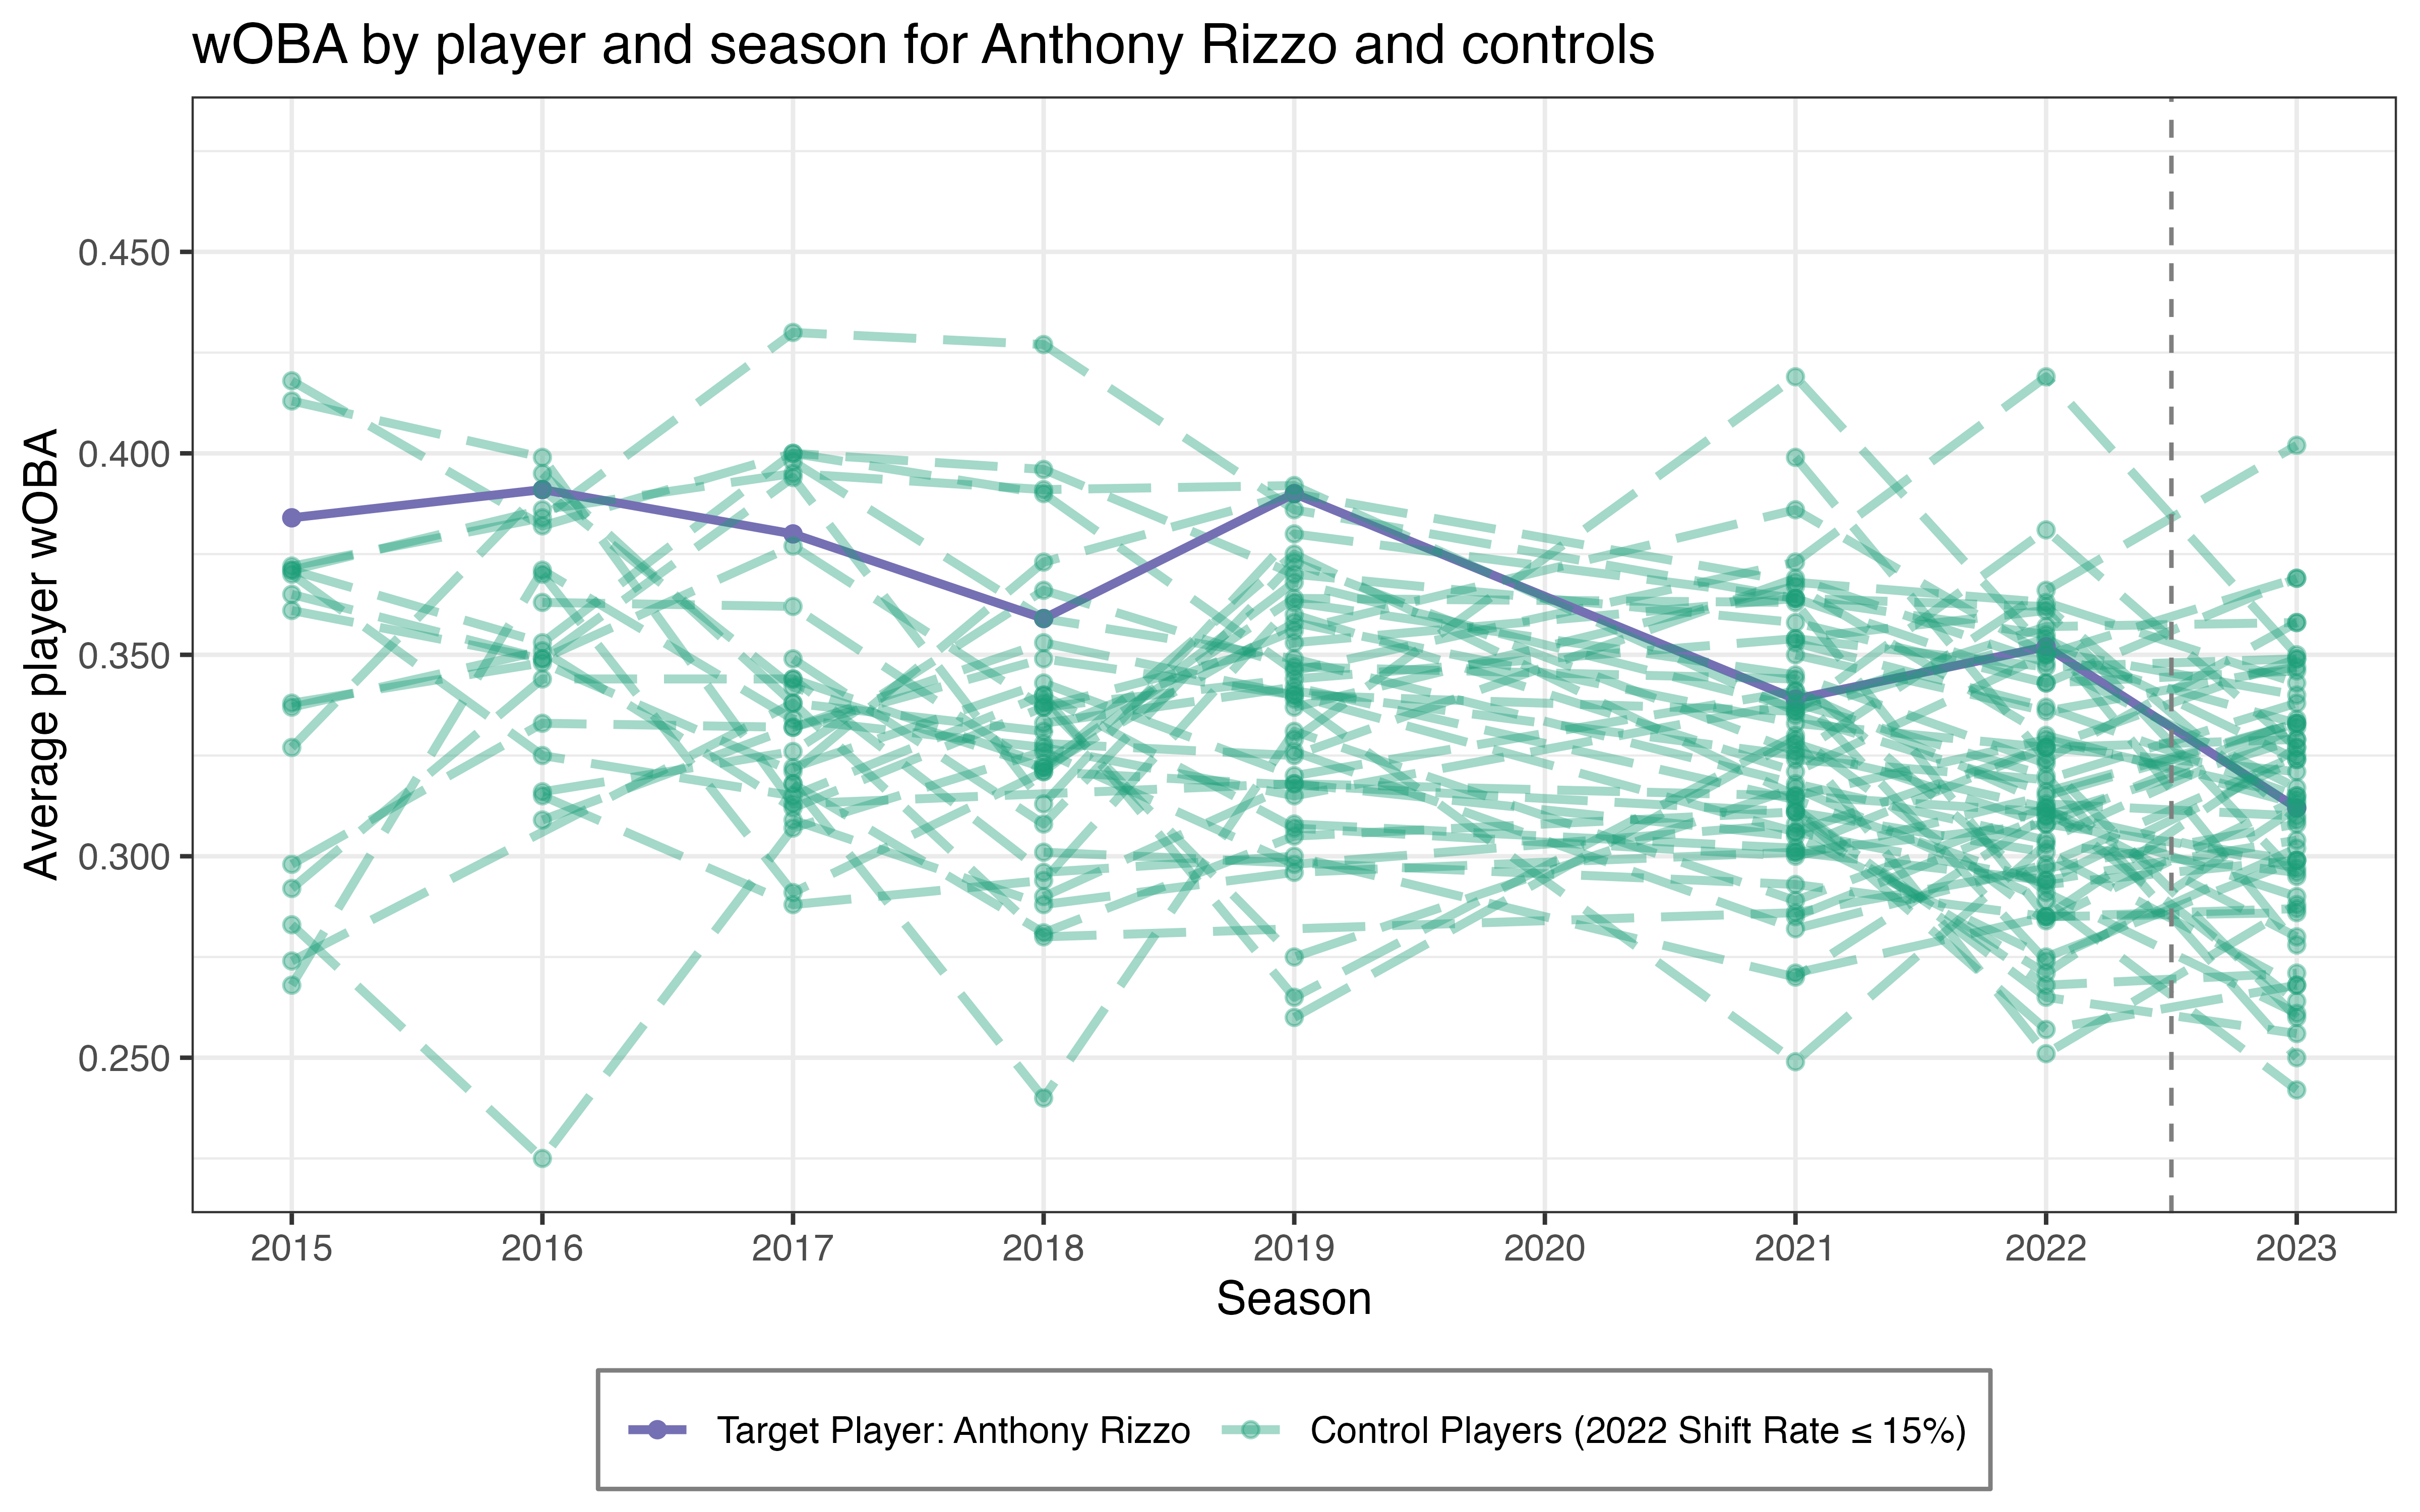 wOBA by player and season for Anthony Rizzo and controls
Average player wOBA
0.450
0.400
0.350
0.300
0.250
2015 2016 2017 2018 2019 2020 2021 2022 2023
Season
Target Player: Anthony Rizzo Control Players (2022 Shift Rate ≤ 15%)